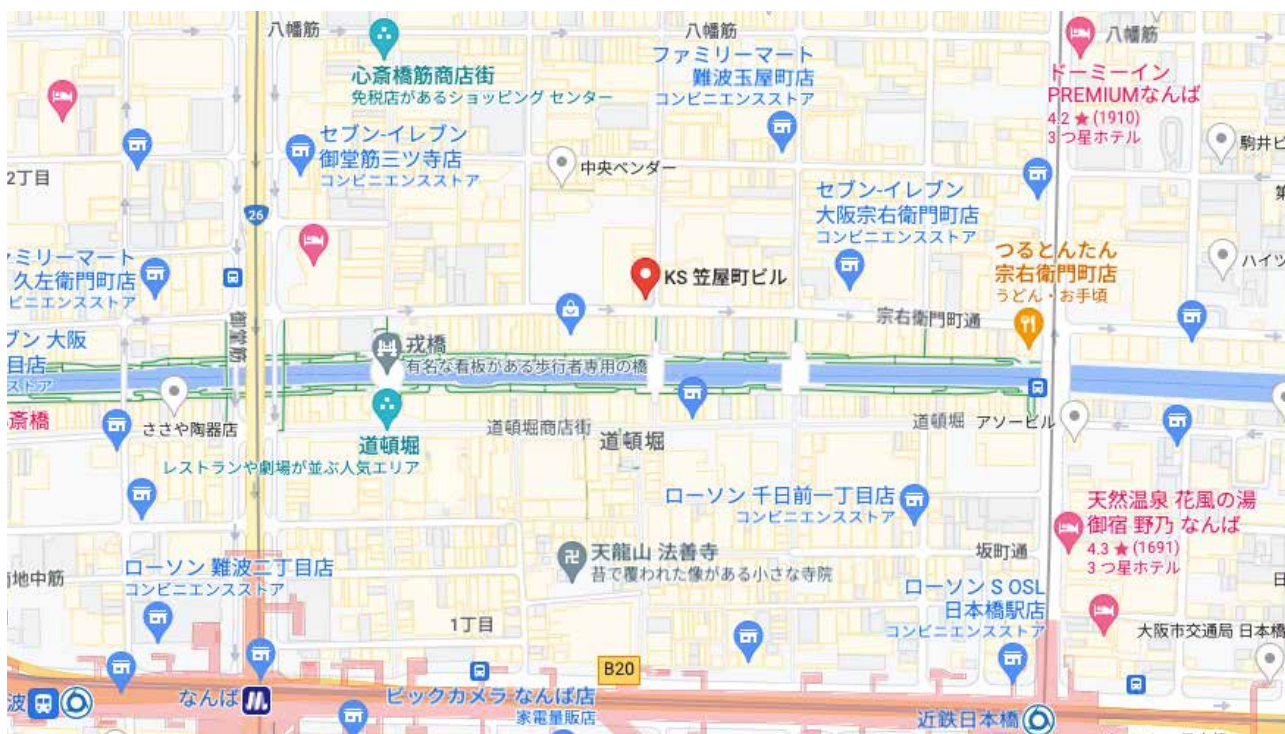 八幡筋
八幡筋
八幡筋
心斎橋筋商店街
免税店があるショッピング センター
ファミリーマート
難波玉屋町店
コンビニエンスストア
ドーミーイン
PREMIUMなんば
4.2 ★ (1910)
3 つ星ホテル
セブン-イレブン
御堂筋三ツ寺店
コンビニエンスストア
中央ベンダー
駒井ビ
2丁目
セブン-イレブン
大阪宗右衛門町店
コンビニエンスストア
26
つるとんたん
宗右衛門町店
うどん・お手頃
ミリーマート
久左衛門町店
ビニエンスストア
KS 笠屋町ビル
ハイツ
御堂筋
宗右衛門町通
ブン 大阪
目店
ストア
戎橋
有名な看板がある歩行者専用の橋
斎橋
ささや陶器店
道頓堀
レストランや劇場が並ぶ人気エリア
道頓堀商店街
道頓堀
道頓堀
アソービル
ローソン 千日前一丁目店
コンビニエンスストア
天然温泉 花風の湯
御宿 野乃 なんば
4.3 ★ (1691)
3 つ星ホテル
天龍山 法善寺
苔で覆われた像がある小さな寺院
坂町通
地中筋
ローソン 難波二丁目店
コンビニエンスストア
ローソン S OSL
日本橋駅店
コンビニエンスストア
1丁目
大阪市交通局 日本橋
B20
波
なんば
ビックカメラ なんば店
家電量販店
近鉄日本橋